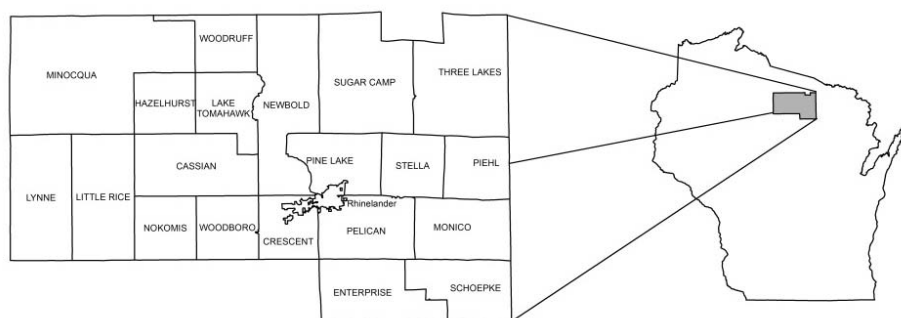 WOODRUFF
MINOCQUA
SUGAR CAMP
THREE LAKES
HAZELHURST
LAKE
TOMAHAWK
NEWBOLD
CASSIAN
PINE LAKE
STELLA
PIEHL
LYNNE
LITTLE RICE
Rhinelander
NOKOMIS
WOODBORO
CRESCENT
PELICAN
MONICO
ENTERPRISE
SCHOEPKE